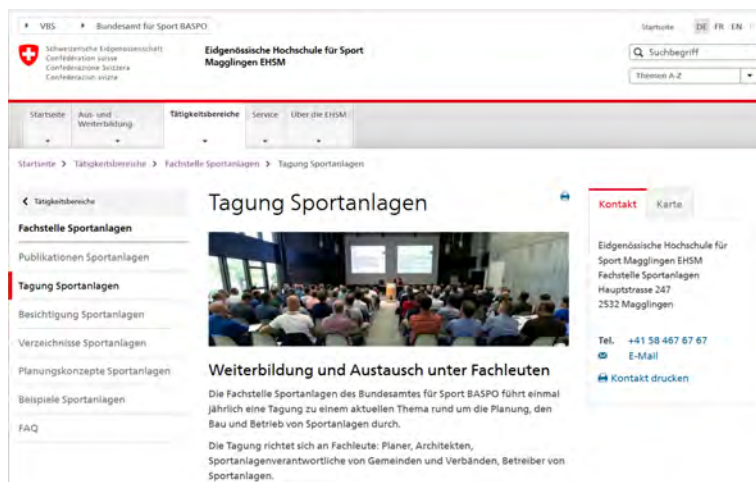 VBS Bundesamt für Sport BASPO
Startseite DE FR EN
Schweizerische Eidgenossenschaft
Confédération suisse
Confederazione Svizzera
Confederaziun svizra
Eidgenössische Hochschule für Sport
Magglingen EHSM
Suchbegriff
Themen A-Z
Startseite
Aus- und
Weiterbildung
Tätigkeitsbereiche
Service
Über die EHSM
Startseite > Tätigkeitsbereiche > Fachstelle Sportanlagen > Tagung Sportanlagen
Tätigkeitsbereiche
Fachstelle Sportanlagen
Publikationen Sportanlagen
Tagung Sportanlagen
Besichtigung Sportanlagen
Verzeichnisse Sportanlagen
Planungskonzepte Sportanlagen
Beispiele Sportanlagen
FAQ
Tagung Sportanlagen
Weiterbildung und Austausch unter Fachleuten
Die Fachstelle Sportanlagen des Bundesamtes für Sport BASPO führt einmal
jährlich eine Tagung zu einem aktuellen Thema rund um die Planung, den
Bau und Betrieb von Sportanlagen durch.
Die Tagung richtet sich an Fachleute: Planer, Architekten,
Sportanlagenverantwortliche von Gemeinden und Verbänden, Betreiber von
Sportanlagen.
Kontakt Karte
Eidgenössische Hochschule für
Sport Magglingen EHSM
Fachstelle Sportanlagen
Hauptstrasse 247
2532 Magglingen
Tel. +41 58 467 67 67
E-Mail
Kontakt drucken